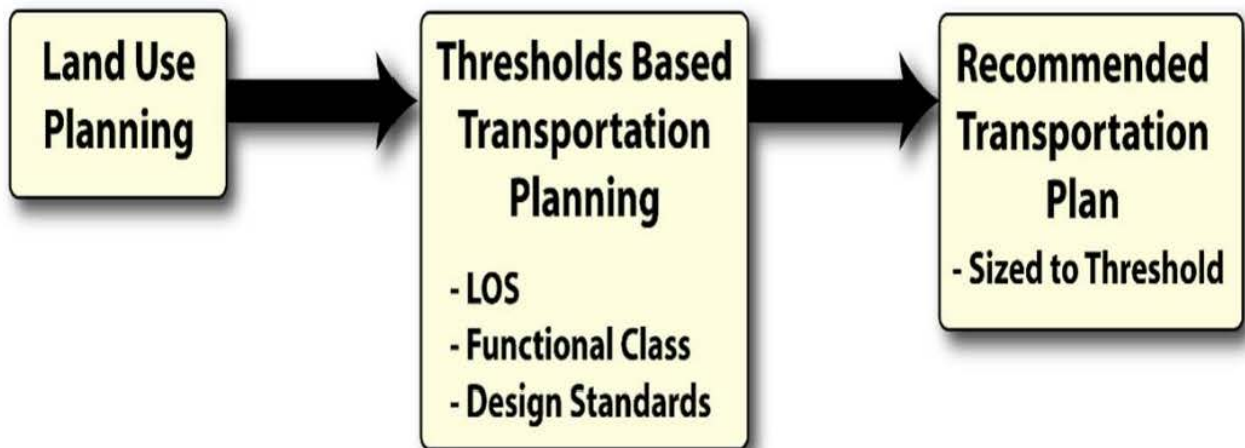 Land Use
Planning
Thresholds Based
Transportation
Planning
- LOS
- Functional Class
- Design Standards
Recommended
Transportation
Plan
- Sized to Threshold